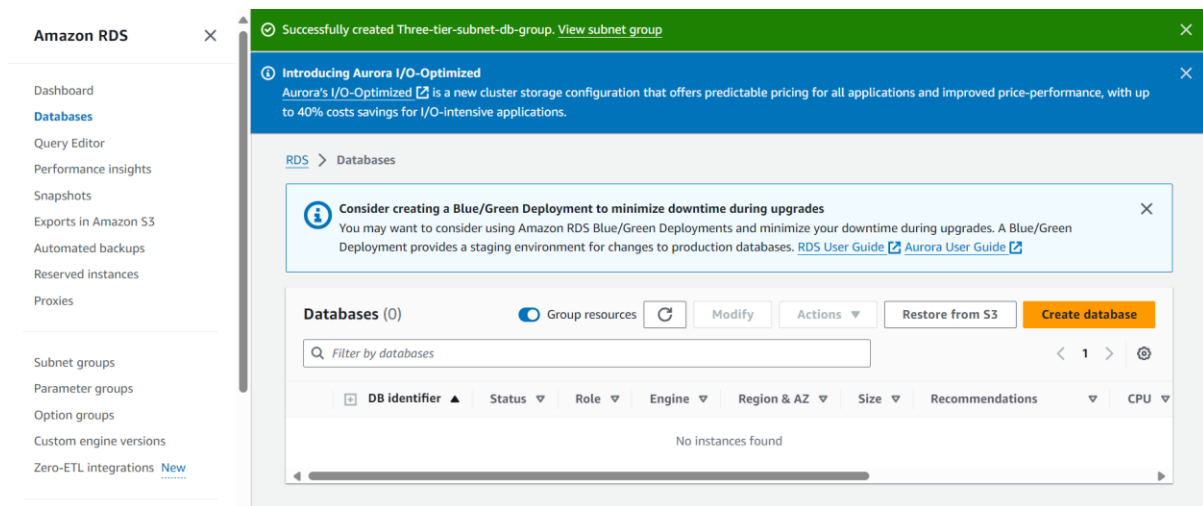 Amazon RDS
Dashboard
Databases
Query Editor
Performance insights
Snapshots
Exports in Amazon S3
Automated backups
Reserved instances
Proxies
Subnet groups
Parameter groups
Option groups
Custom engine versions
Zero-ETL integrations New
Successfully created Three-tier-subnet-db-group. View subnet group
Introducing Aurora I/O-Optimized
Aurora's I/O-Optimized is a new cluster storage configuration that offers predictable pricing for all applications and improved price-performance, with up
to 40% costs savings for I/O-intensive applications.
RDS > Databases
Consider creating a Blue/Green Deployment to minimize downtime during upgrades
You may want to consider using Amazon RDS Blue/Green Deployments and minimize your downtime during upgrades. A Blue/Green
Deployment provides a staging environment for changes to production databases. RDS User Guide Aurora User Guide
Databases (0) Group resources Modify Actions Restore from S3 Create database
Filter by databases 1
DB identifier Status Role Engine Region & AZ Size Recommendations CPU
No instances found